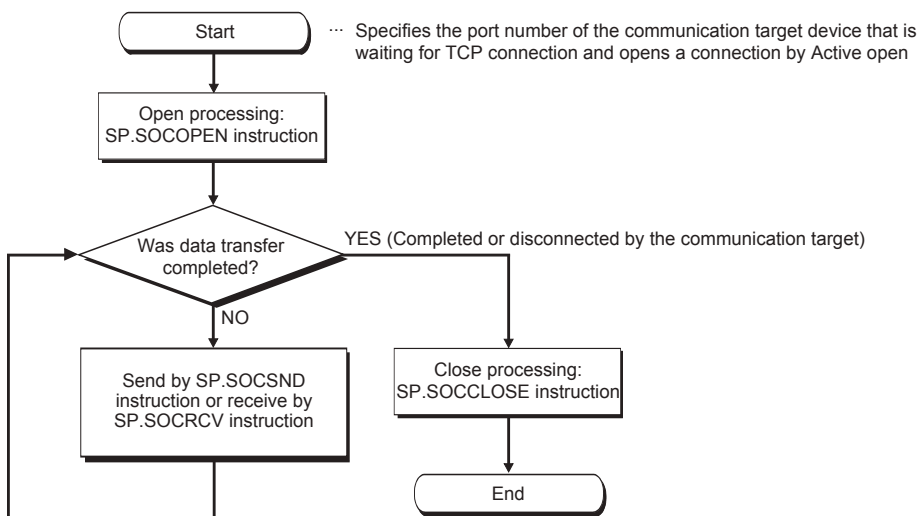 Start
··· Specifies the port number of the communication target device that is
waiting for TCP connection and opens a connection by Active open
Open processing:
SP.SOCOPEN instruction
Was data transfer
completed?
YES (Completed or disconnected by the communication target)
NO
Send by SP.SOCSND
instruction or receive by
SP.SOCRCV instruction
Close processing:
SP.SOCCLOSE instruction
End